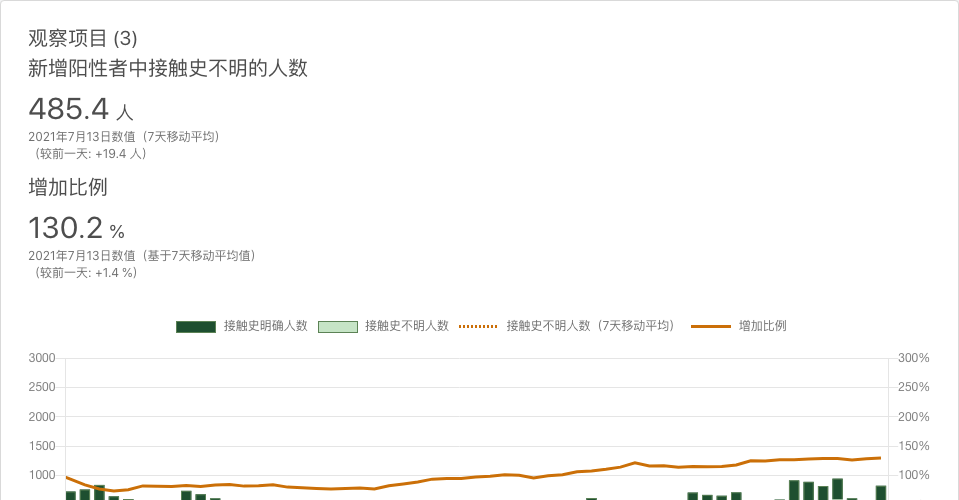 观察项目 (3)
新增阳性者中接触史不明的人数
485.4 人
2021年7月13日数值（7天移动平均）
（较前一天: +19.4 人）
增加比例
130.2 %
2021年7月13日数值（基于7天移动平均值）
（较前一天: +1.4 %）
接触史明确人数 接触史不明人数 接触史不明人数（7天移动平均） 增加比例
3000 300%
2500 250%
2000 200%
1500 150%
1000 100%